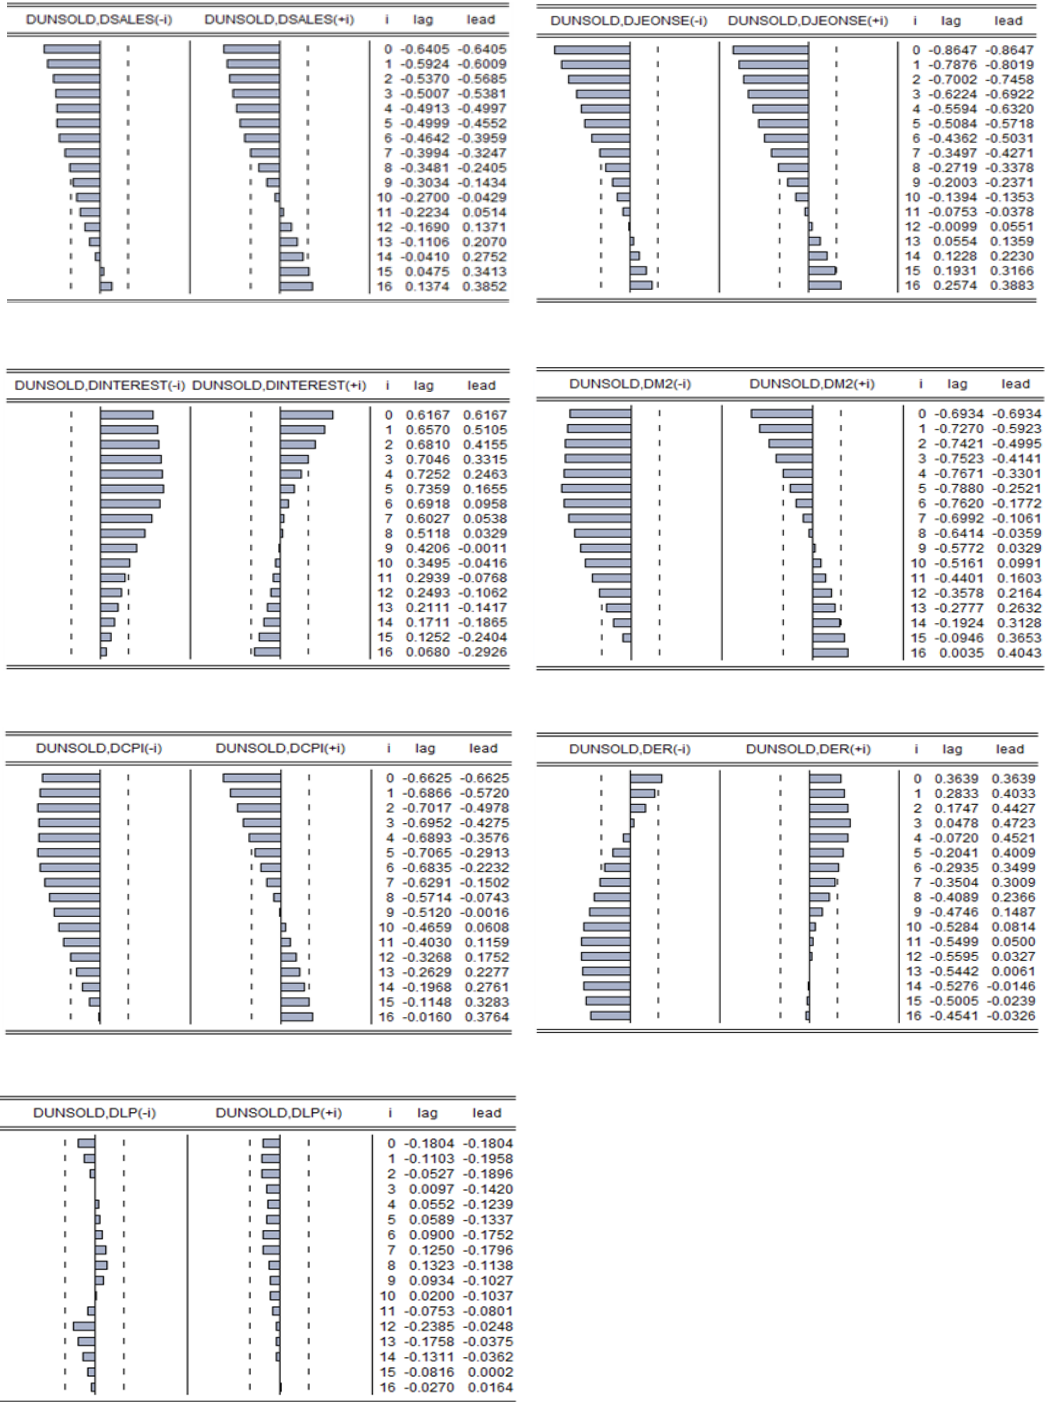 DUNSOLD,DSALES(-i) DUNSOLD,DSALES(+i) i lag lead
0 -0.6405 -0.6405
1 -0.5924 -0.6009
2 -0.5370 -0.5685
3 -0.5007 -0.5381
4 -0.4913 -0.4997
5 -0.4999 -0.4552
6 -0.4642 -0.3959
7 -0.3994 -0.3247
8 -0.3481 -0.2405
9 -0.3034 -0.1434
10 -0.2700 -0.0429
11 -0.2234 0.0514
12 -0.1690 0.1371
13 -0.1106 0.2070
14 -0.0410 0.2752
15 0.0475 0.3413
16 0.1374 0.3852
DUNSOLD,DJEONSE(-i) DUNSOLD,DJEONSE(+i) i lag lead
0 -0.8647 -0.8647
1 -0.7876 -0.8019
2 -0.7002 -0.7458
3 -0.6224 -0.6922
4 -0.5594 -0.6320
5 -0.5084 -0.5718
6 -0.4362 -0.5031
7 -0.3497 -0.4271
8 -0.2719 -0.3378
9 -0.2003 -0.2371
10 -0.1394 -0.1353
11 -0.0753 -0.0378
12 -0.0099 0.0551
13 0.0554 0.1359
14 0.1228 0.2230
15 0.1931 0.3166
16 0.2574 0.3883
DUNSOLD,DINTEREST(-i) DUNSOLD,DINTEREST(+i) i lag lead
0 0.6167 0.6167
1 0.6570 0.5105
2 0.6810 0.4155
3 0.7046 0.3315
4 0.7252 0.2463
5 0.7359 0.1655
6 0.6918 0.0958
7 0.6027 0.0538
8 0.5118 0.0329
9 0.4206 -0.0011
10 0.3495 -0.0416
11 0.2939 -0.0768
12 0.2493 -0.1062
13 0.2111 -0.1417
14 0.1711 -0.1865
15 0.1252 -0.2404
16 0.0680 -0.2926
DUNSOLD,DM2(-i) DUNSOLD,DM2(+i) i lag lead
0 -0.6934 -0.6934
1 -0.7270 -0.5923
2 -0.7421 -0.4995
3 -0.7523 -0.4141
4 -0.7671 -0.3301
5 -0.7880 -0.2521
6 -0.7620 -0.1772
7 -0.6992 -0.1061
8 -0.6414 -0.0359
9 -0.5772 0.0329
10 -0.5161 0.0991
11 -0.4401 0.1603
12 -0.3578 0.2164
13 -0.2777 0.2632
14 -0.1924 0.3128
15 -0.0946 0.3653
16 0.0035 0.4043
DUNSOLD,DCPI(-i) DUNSOLD,DCPI(+i) i lag lead
0 -0.6625 -0.6625
1 -0.6866 -0.5720
2 -0.7017 -0.4978
3 -0.6952 -0.4275
4 -0.6893 -0.3576
5 -0.7065 -0.2913
6 -0.6835 -0.2232
7 -0.6291 -0.1502
8 -0.5714 -0.0743
9 -0.5120 -0.0016
10 -0.4659 0.0608
11 -0.4030 0.1159
12 -0.3268 0.1752
13 -0.2629 0.2277
14 -0.1968 0.2761
15 -0.1148 0.3283
16 -0.0160 0.3764
DUNSOLD,DER(-i) DUNSOLD,DER(+i) i lag lead
0 0.3639 0.3639
1 0.2833 0.4033
2 0.1747 0.4427
3 0.0478 0.4723
4 -0.0720 0.4521
5 -0.2041 0.4009
6 -0.2935 0.3499
7 -0.3504 0.3009
8 -0.4089 0.2366
9 -0.4746 0.1487
10 -0.5284 0.0814
11 -0.5499 0.0500
12 -0.5595 0.0327
13 -0.5442 0.0061
14 -0.5276 -0.0146
15 -0.5005 -0.0239
16 -0.4541 -0.0326
DUNSOLD,DLP(-i) DUNSOLD,DLP(+i) i lag lead
0 -0.1804 -0.1804
1 -0.1103 -0.1958
2 -0.0527 -0.1896
3 0.0097 -0.1420
4 0.0552 -0.1239
5 0.0589 -0.1337
6 0.0900 -0.1752
7 0.1250 -0.1796
8 0.1323 -0.1138
9 0.0934 -0.1027
10 0.0200 -0.1037
11 -0.0753 -0.0801
12 -0.2385 -0.0248
13 -0.1758 -0.0375
14 -0.1311 -0.0362
15 -0.0816 0.0002
16 -0.0270 0.0164